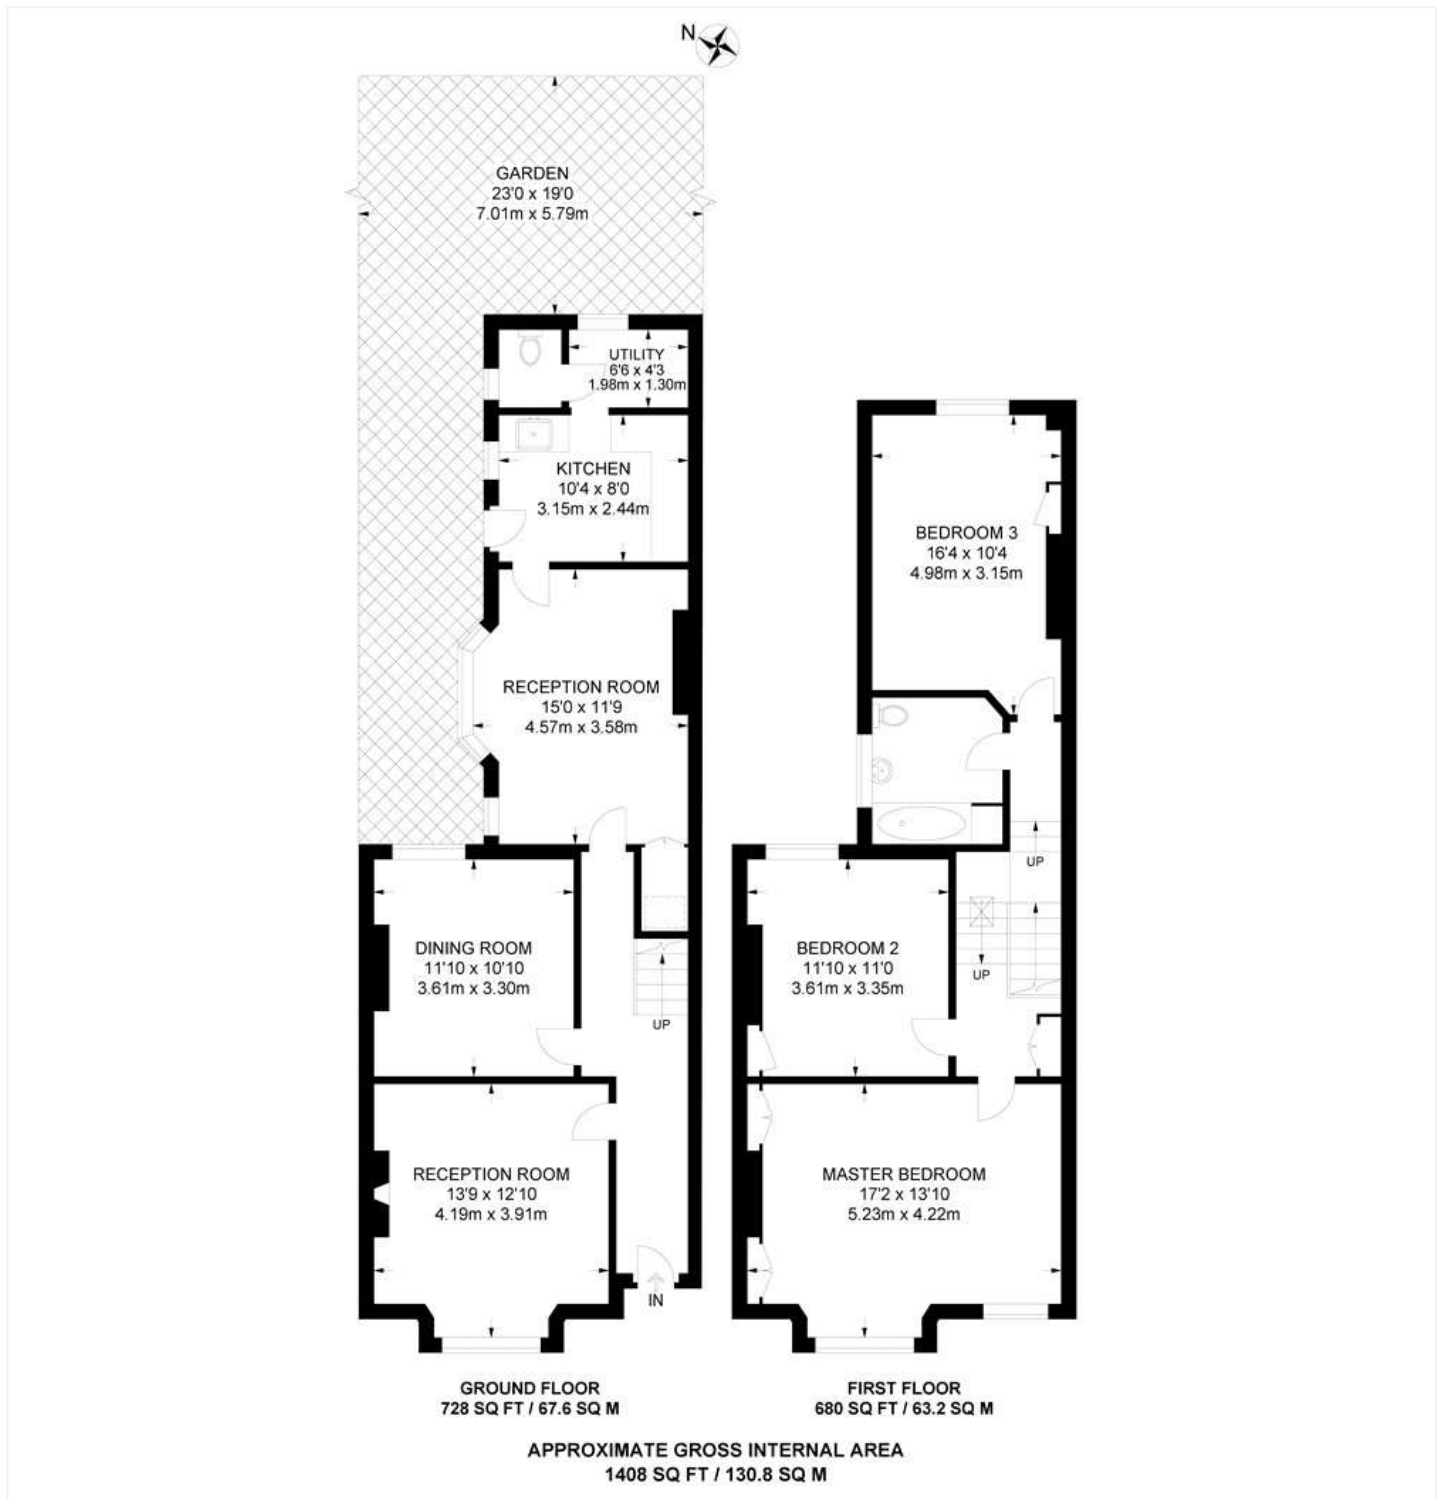 N
GARDEN
23'0 x 19'0
7.01m x 5.79m
UTILITY
6'6 x 4'3
1.98m x 1.30m
KITCHEN
10'4 x 8'0
3.15m x 2.44m
RECEPTION ROOM
15'0 x 11'9
4.57m x 3.58m
DINING ROOM
11'10 x 10'10
3.61m x 3.30m
UP
RECEPTION ROOM
13'9 x 12'10
4.19m x 3.91m
IN
GROUND FLOOR
728 SQ FT / 67.6 SQ M
BEDROOM 3
16'4 x 10'4
4.98m x 3.15m
UP
BEDROOM 2
11'10 x 11'0
3.61m x 3.35m
UP
MASTER BEDROOM
17'2 x 13'10
5.23m x 4.22m
FIRST FLOOR
680 SQ FT / 63.2 SQ M
APPROXIMATE GROSS INTERNAL AREA
1408 SQ FT / 130.8 SQ M